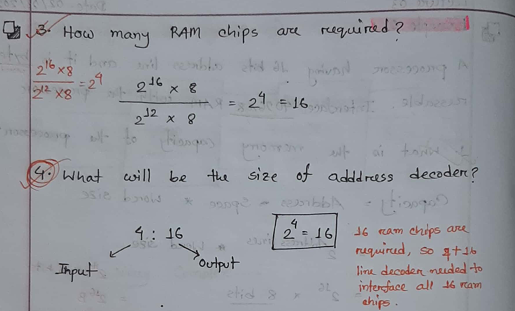 3. How many RAM chips are required?
2^16 × 8 / 2^12 × 8 = 2^4
2^16 × 8 / 2^12 × 8 = 2^4 = 16
4. What will be the size of adddress decoder?
4 : 16
Input
Output
2^4 = 16
16 ram chips are
required, so 4+16
line decoder needed to
interface all 16 ram
chips.